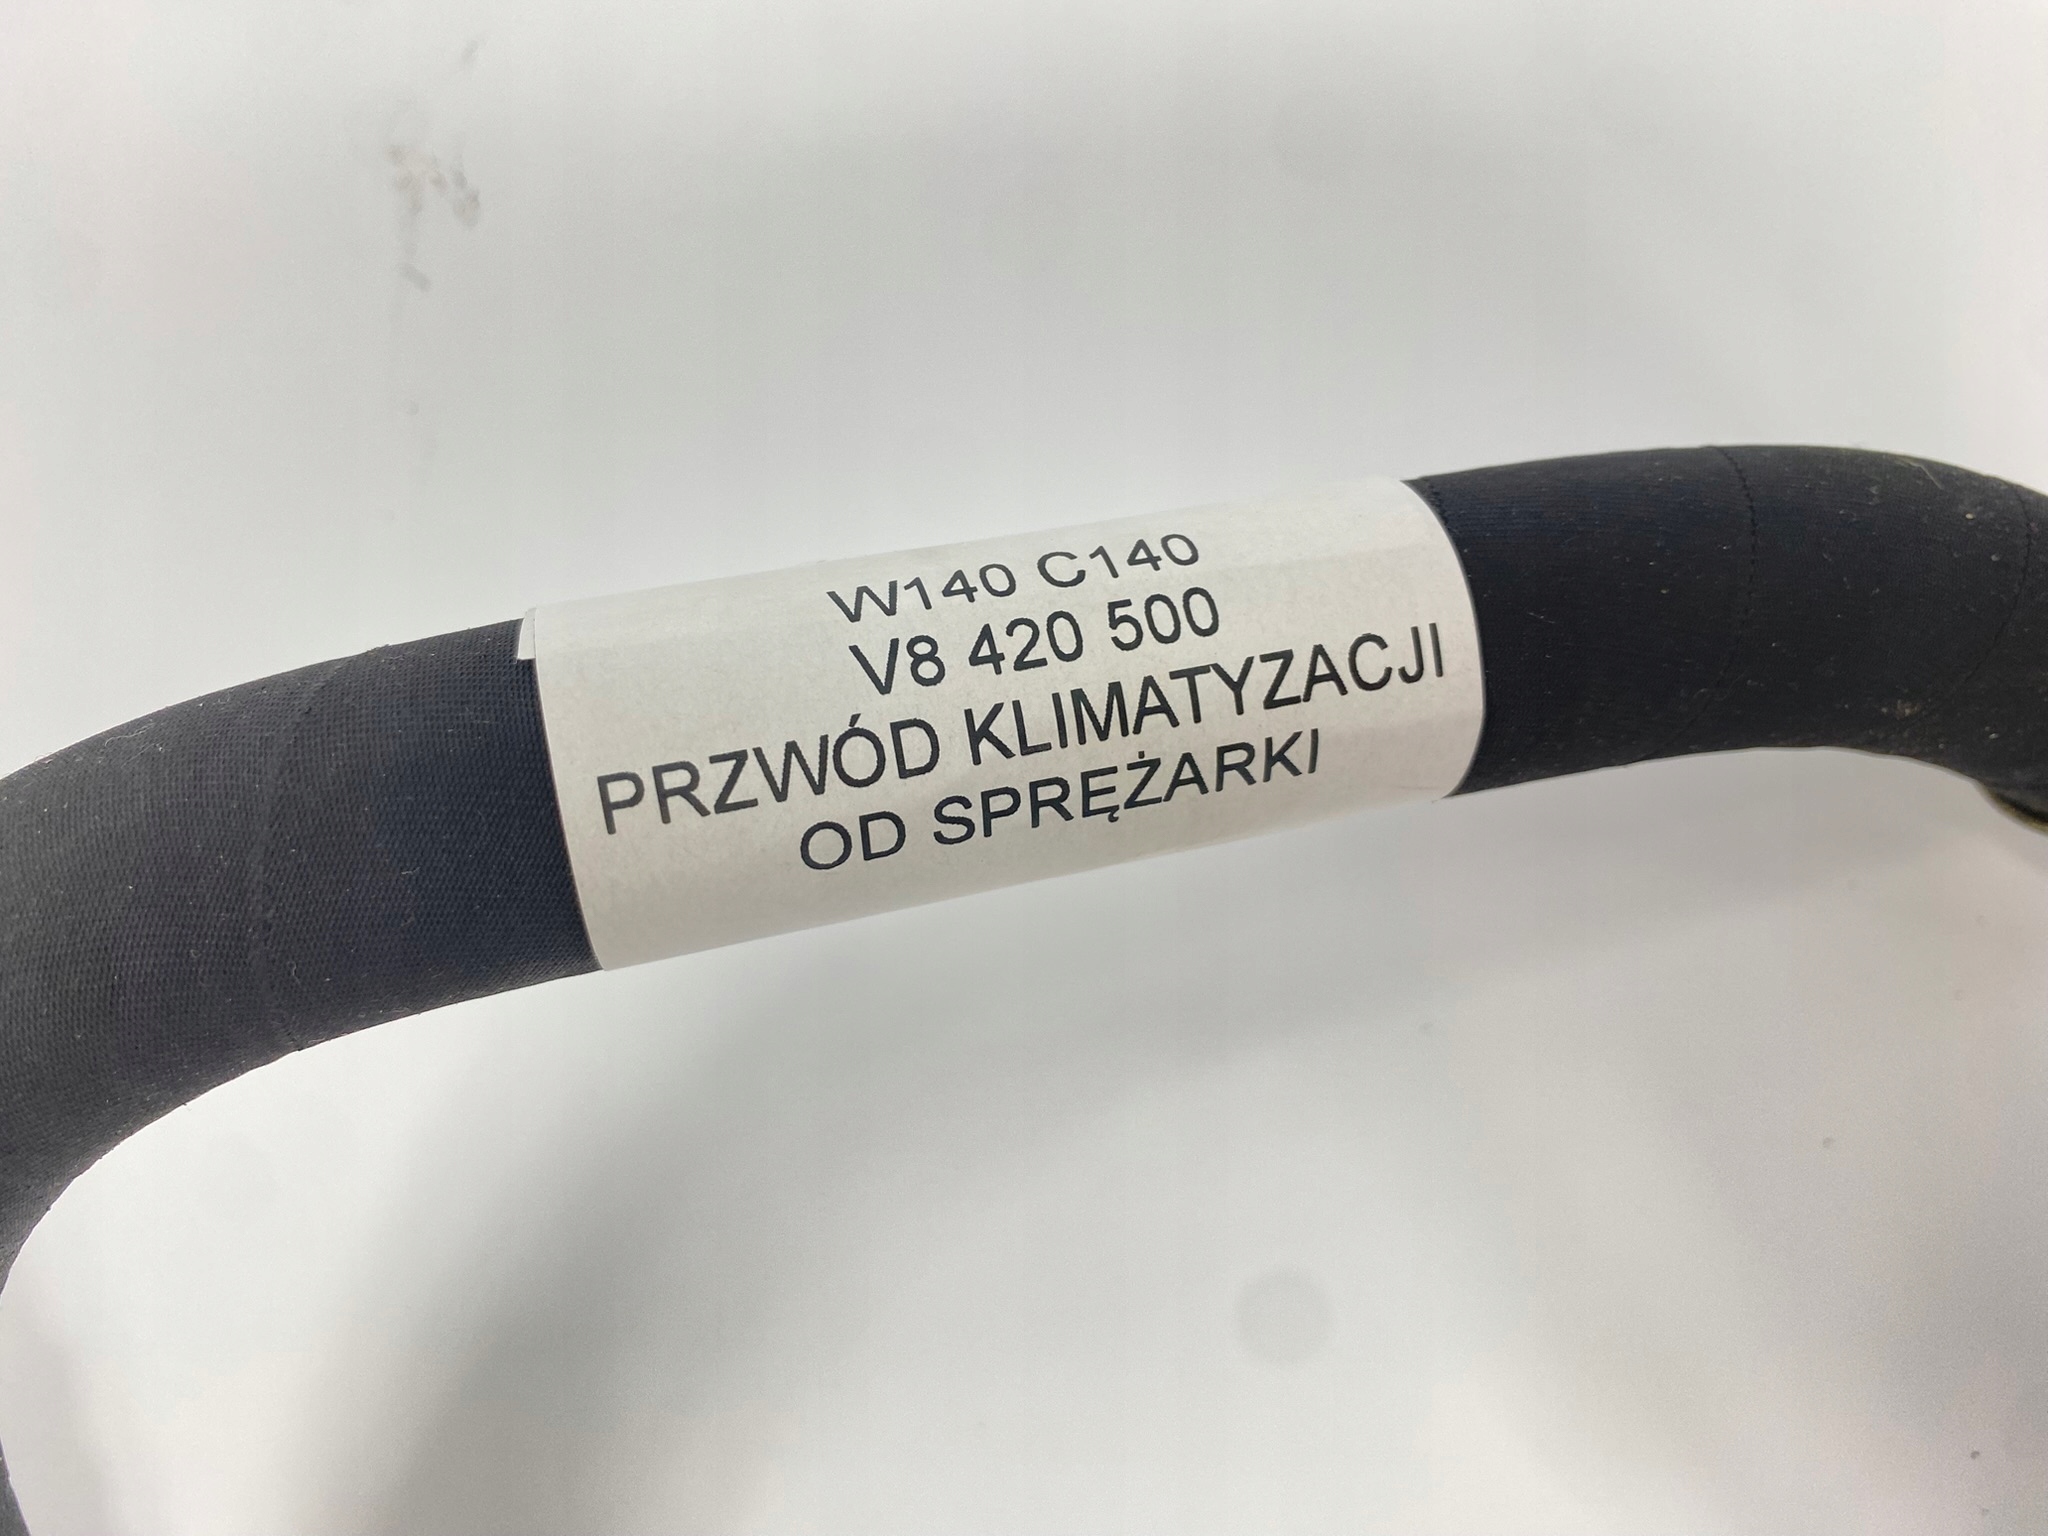 W140 C140
V8 420 500
PRZWÓD KLIMATYZACJI
OD SPRĘŻARKI